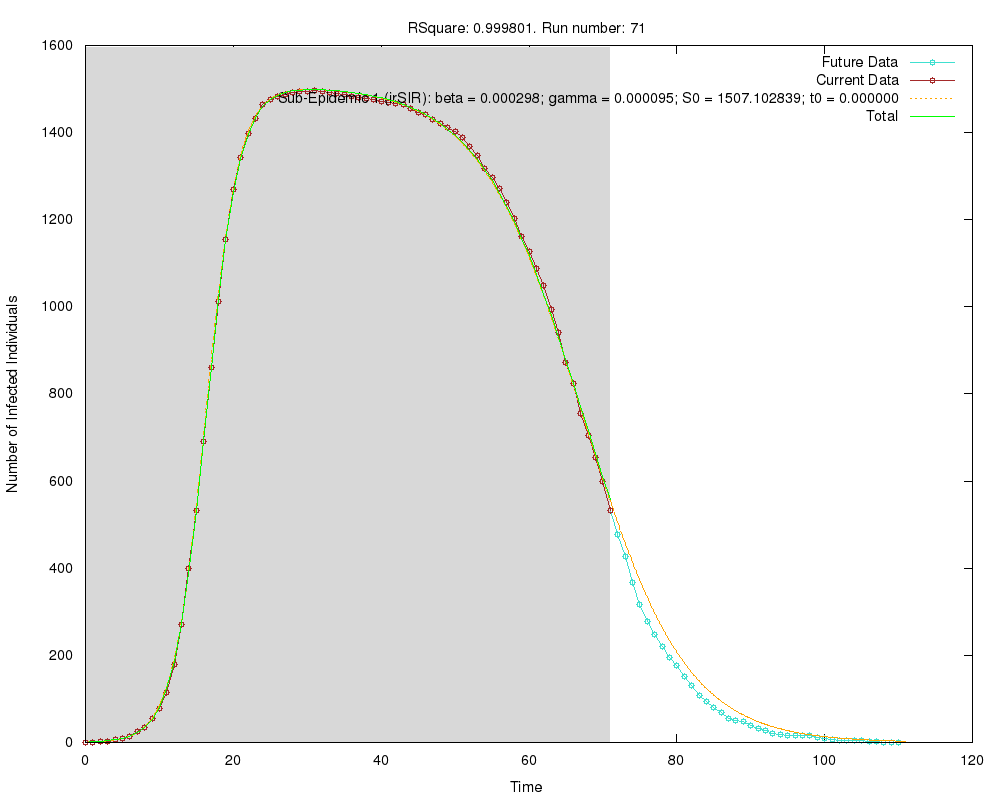 RSquare: 0.999801. Run number: 71
1600
1400
1200
1000
800
600
400
200
0
Number of Infected Individuals
Future Data
Current Data
Sub-Epidemic 1 (irSIR): beta = 0.000298; gamma = 0.000095; S0 = 1507.102839; t0 = 0.000000
Total
0 20 40 60 80 100 120
Time